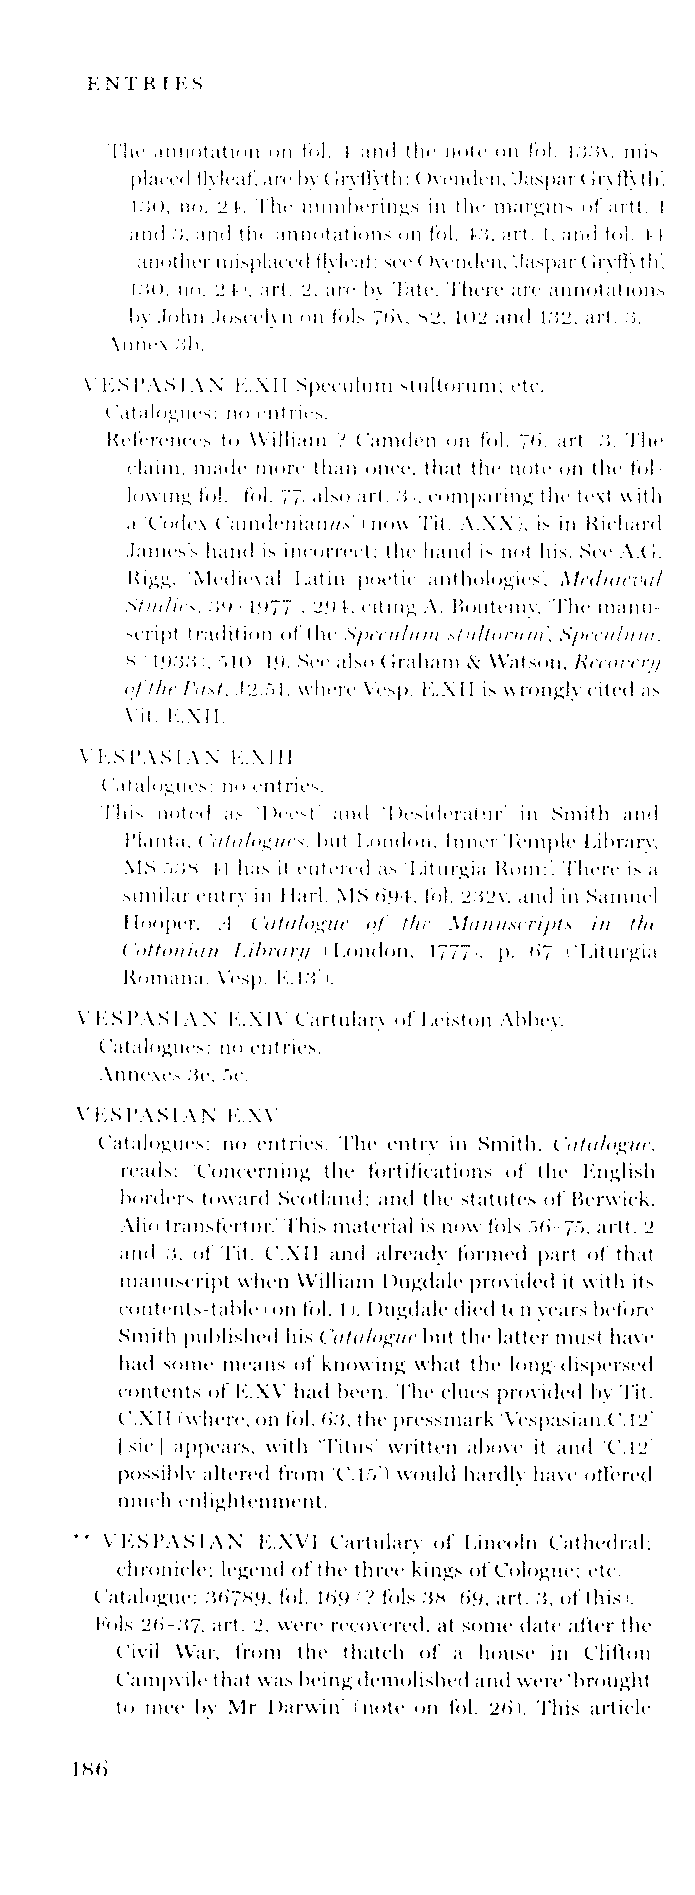 ENTRIES
The annotation on fol. 4 and the note on fol. 133v, mis-
placed flyleaf, are by Gryffyth: Ovenden, 'Jaspar Gryffyth',
130, no. 24. The numberings in the margins of artt. 1
and 3, and the annotations on fol. 43, art. 1, and fol. 44
(another misplaced flyleaf: see Ovenden, 'Jaspar Gryffyth',
130, no. 24), art. 2, are by Tate. There are annotations
by John Joscelyn on fols 76v, 82, 102 and 132, art. 3.
Annex 3b.
VESPASIAN E.XII Speculum stultorum; etc.
Catalogues: no entries.
References to William ? Camden on fol. 76, art. 3. The
claim, made more than once, that the note on the fol-
lowing fol. (fol. 77, also art. 3), comparing the text with
a 'Codex Camdenianus' (now Tit. A.XX), is in Richard
James's hand is incorrect: the hand is not his. See A.G.
Rigg, 'Medieval Latin poetic anthologies', Mediaeval
Studies, 39 (1977), 294, citing A. Boutemy, 'The manu-
script tradition of the Speculum stultorum', Speculum,
8 (1933), 510–19. See also Graham & Watson, Recovery
of the Past, J2.51, where Vesp. E.XII is wrongly cited as
Vit. E.XII.
VESPASIAN E.XIII
Catalogues: no entries.
This noted as 'Deest' and 'Desideratur' in Smith and
Planta, Catalogues, but London, Inner Temple Library,
MS 538/41 has it entered as 'Liturgia Rom:'. There is a
similar entry in Harl. MS 694, fol. 232v, and in Samuel
Hooper, A Catalogue of the Manuscripts in the
Cottonian Library (London, 1777), p. 67 ('Liturgia
Romana. Vesp. E.13').
VESPASIAN E.XIV Cartulary of Leiston Abbey.
Catalogues: no entries.
Annexes 3e, 5c.
VESPASIAN E.XV
Catalogues: no entries. The entry in Smith, Catalogue,
reads: 'Concerning the fortifications of the English
borders toward Scotland; and the statutes of Berwick.
Alio transfertur.' This material is now fols 56–75, artt. 2
and 3, of Tit. C.XII and already formed part of that
manuscript when William Dugdale provided it with its
contents-table (on fol. 1). Dugdale died ten years before
Smith published his Catalogue but the latter must have
had some means of knowing what the long-dispersed
contents of E.XV had been. The clues provided by Tit.
C.XII (where, on fol. 63, the pressmark 'Vespasian.C.12'
[sic] appears, with 'Titus' written above it and 'C.12'
possibly altered from 'C.15') would hardly have offered
much enlightenment.
** VESPASIAN E.XVI Cartulary of Lincoln Cathedral;
chronicle; legend of the three kings of Cologne; etc.
Catalogue: 36789, fol. 169 (? fols 38–69, art. 3, of this).
Fols 26–37, art. 2, were recovered, at some date after the
Civil War, from the thatch of a house in Clifton
Campvile that was being demolished and were 'brought
to mee by Mr Darwin' (note on fol. 26). This article
186